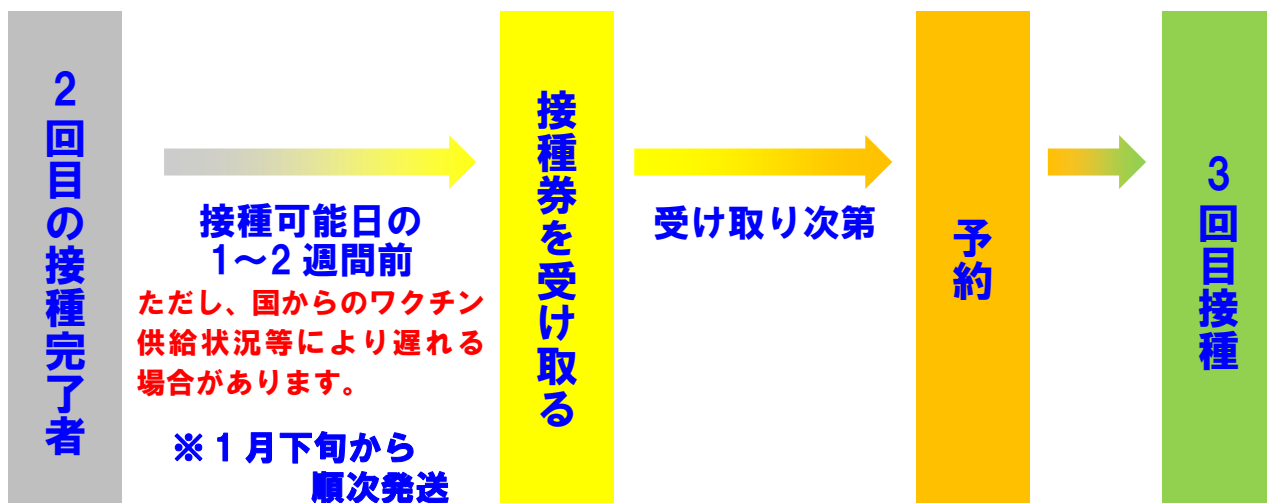 2回目の接種完了者
接種可能日の
1～2週間前
ただし、国からのワクチン
供給状況等により遅れる
場合があります。
※1月下旬から
順次発送
接種券を受け取る
受け取り次第
予約
3回目接種